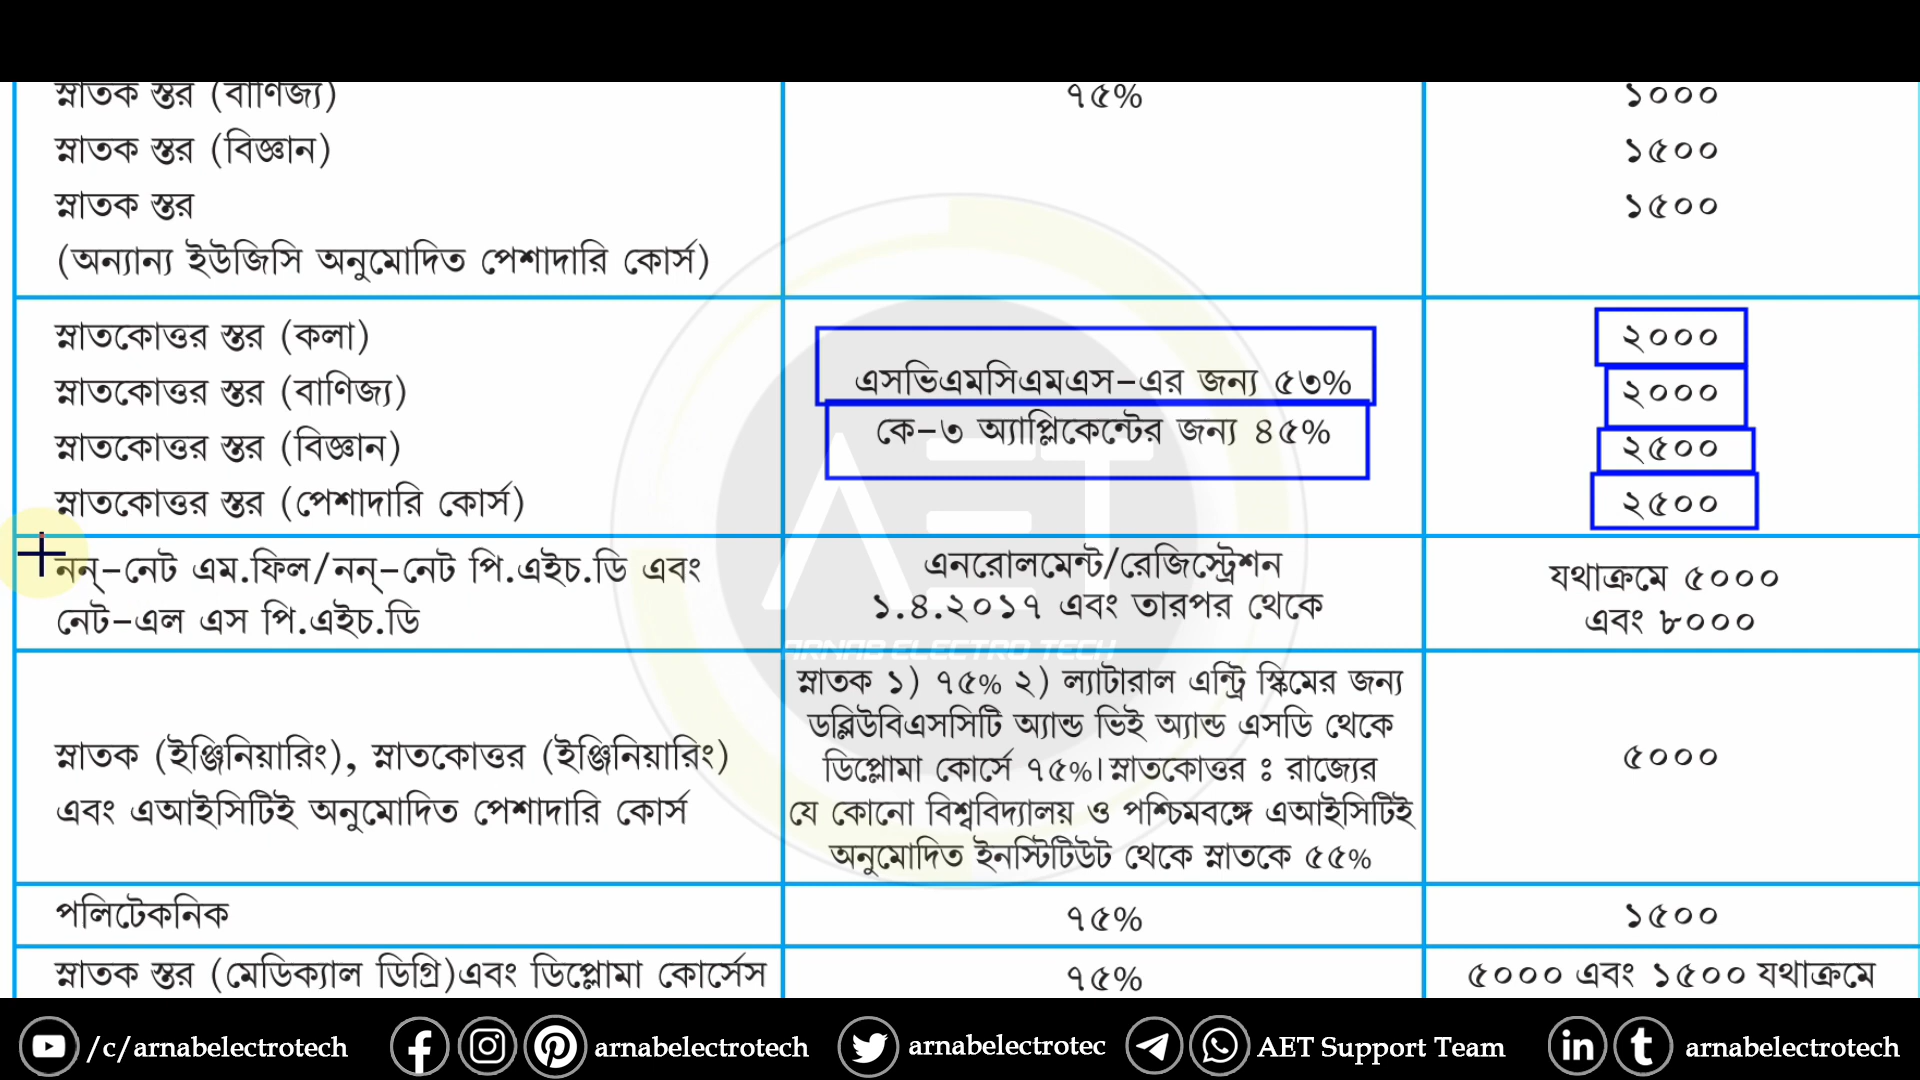 স্নাতক স্তর (বাণিজ্য)
৭৫%
১০০০
স্নাতক স্তর (বিজ্ঞান)
১৫০০
স্নাতক স্তর
১৫০০
(অন্যান্য ইউজিসি অনুমোদিত পেশাদারি কোর্স)
স্নাতকোত্তর স্তর (কলা)
স্নাতকোত্তর স্তর (বাণিজ্য)
স্নাতকোত্তর স্তর (বিজ্ঞান)
স্নাতকোত্তর স্তর (পেশাদারি কোর্স)
এসভিএমসিএমএস-এর জন্য ৫৩%
কে-৩ অ্যাপ্লিকেন্টের জন্য ৪৫%
২০০০
২০০০
২৫০০
২৫০০
নন্-নেট এম.ফিল/নন্-নেট পি.এইচ.ডি এবং
নেট-এল এস পি.এইচ.ডি
এনরোলমেন্ট/রেজিস্ট্রেশন
১.৪.২০১৭ এবং তারপর থেকে
যথাক্রমে ৫০০০
এবং ৮০০০
স্নাতক (ইঞ্জিনিয়ারিং), স্নাতকোত্তর (ইঞ্জিনিয়ারিং)
এবং এআইসিটিই অনুমোদিত পেশাদারি কোর্স
স্নাতক ১) ৭৫% ২) ল্যাটারাল এন্ট্রি স্কিমের জন্য
ডব্লিউবিএসসিটি অ্যান্ড ভিই অ্যান্ড এসডি থেকে
ডিপ্লোমা কোর্সে ৭৫%। স্নাতকোত্তর : রাজ্যের
যে কোনো বিশ্ববিদ্যালয় ও পশ্চিমবঙ্গে এআইসিটিই
অনুমোদিত ইনস্টিটিউট থেকে স্নাতকে ৫৫%
৫০০০
পলিটেকনিক
৭৫%
১৫০০
স্নাতক স্তর (মেডিক্যাল ডিগ্রি)এবং ডিপ্লোমা কোর্সেস
৭৫%
৫০০০ এবং ১৫০০ যথাক্রমে
AET
ARNAB ELECTRO TECH
/c/arnabelectrotech
arnabelectrotech
arnabelectrotec
AET Support Team
arnabelectrotech